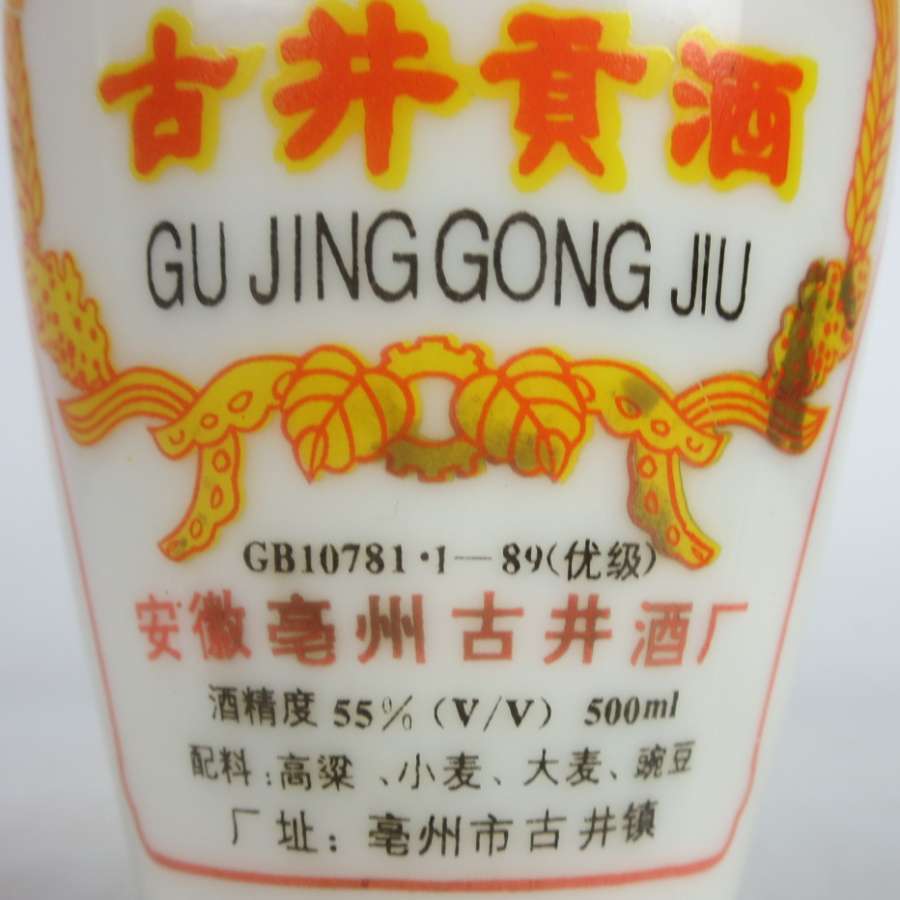 古井貢酒
GU JING GONG JIU
GB10781·1—89(优级)
安徽亳州古井酒厂
酒精度 55% (V/V) 500ml
配料:高粱、小麦、大麦、豌豆
厂址:亳州市古井镇